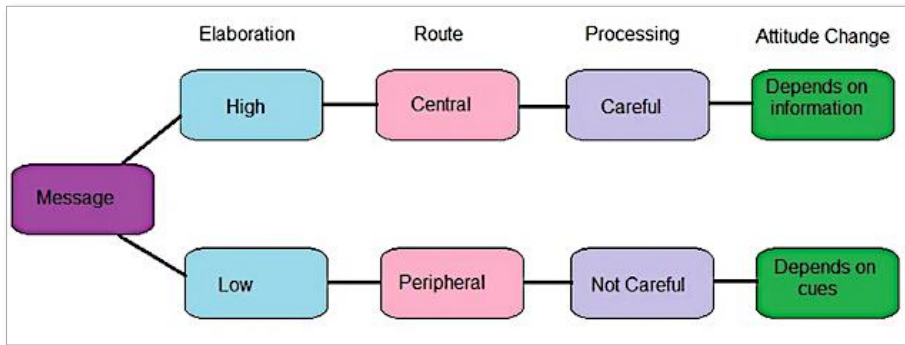 Elaboration
Route
Processing
Attitude Change
High
Central
Careful
Depends on
information
Message
Low
Peripheral
Not Careful
Depends on
cues